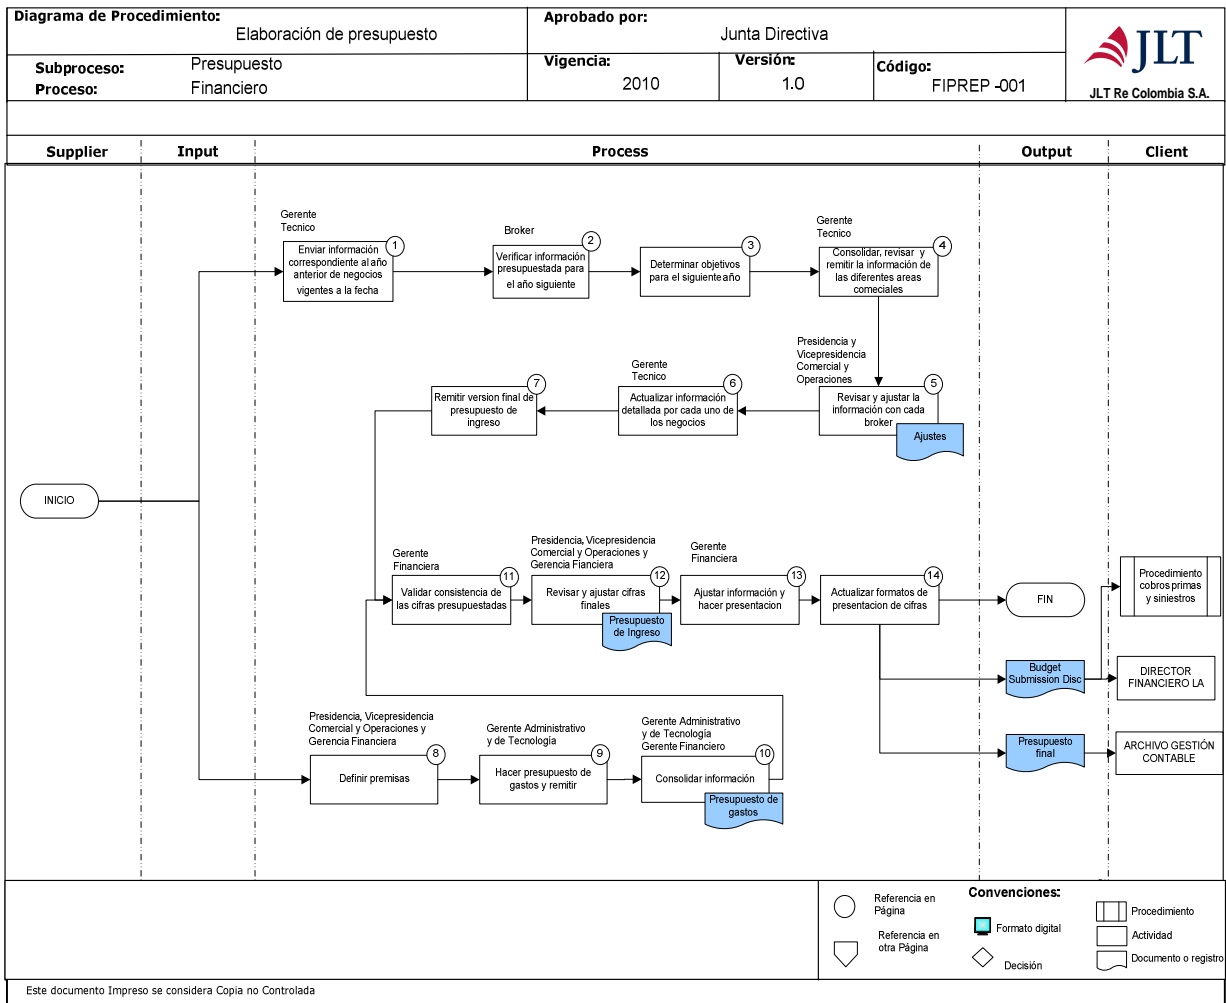 Diagrama de Procedimiento:
Elaboración de presupuesto
Aprobado por:
Junta Directiva
Subproceso:
Presupuesto
Proceso:
Financiero
Vigencia:
2010
Versión:
1.0
Código:
FIPREP -001
JLT
JLT Re Colombia S.A.
Supplier
Input
Process
Output
Client
Gerente
Tecnico
1
Enviar información
correspondiente al año
anterior de negocios
vigentes a la fecha
Broker
2
Verificar información
presupuestada para
el año siguiente
3
Determinar objetivos
para el siguiente año
Gerente
Tecnico
4
Consolidar, revisar y
remitir la información de
las diferentes areas
comeciales
Presidencia y
Vicepresidencia
Comercial y
Operaciones
5
Revisar y ajustar la
información con cada
broker
Ajustes
Gerente
Tecnico
6
Actualizar información
detallada por cada uno de
los negocios
7
Remitir version final de
presupuesto de
ingreso
INICIO
Gerente
Financiera
11
Validar consistencia de
las cifras presupuestadas
Presidencia, Vicepresidencia
Comercial y Operaciones y
Gerencia Fianciera
12
Revisar y ajustar cifras
finales
Presupuesto
de Ingreso
Gerente
Financiera
13
Ajustar información y
hacer presentacion
14
Actualizar formatos de
presentacion de cifras
FIN
Procedimiento
cobros primas
y siniestros
Budget
Submission Disc
DIRECTOR
FINANCIERO LA
Presupuesto
final
ARCHIVO GESTIÓN
CONTABLE
Presidencia, Vicepresidencia
Comercial y Operaciones y
Gerencia Financiera
8
Definir premisas
Gerente Administrativo
y de Tecnología
9
Hacer presupuesto de
gastos y remitir
Gerente Administrativo
y de Tecnología
Gerente Financiero
10
Consolidar información
Presupuesto de
gastos
Convenciones:
Referencia en
Página
Referencia en
otra Página
Formato digital
Decisión
Procedimiento
Actividad
Documento o registro
Este documento Impreso se considera Copia no Controlada